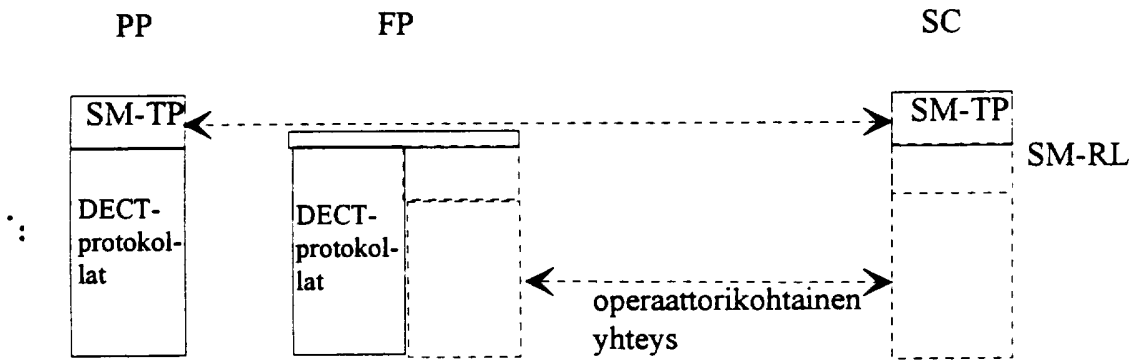 PP
FP
SC
SM-TP
SM-TP
SM-RL
DECT-
protokol-
lat
DECT-
protokol-
lat
operaattorikohtainen
yhteys